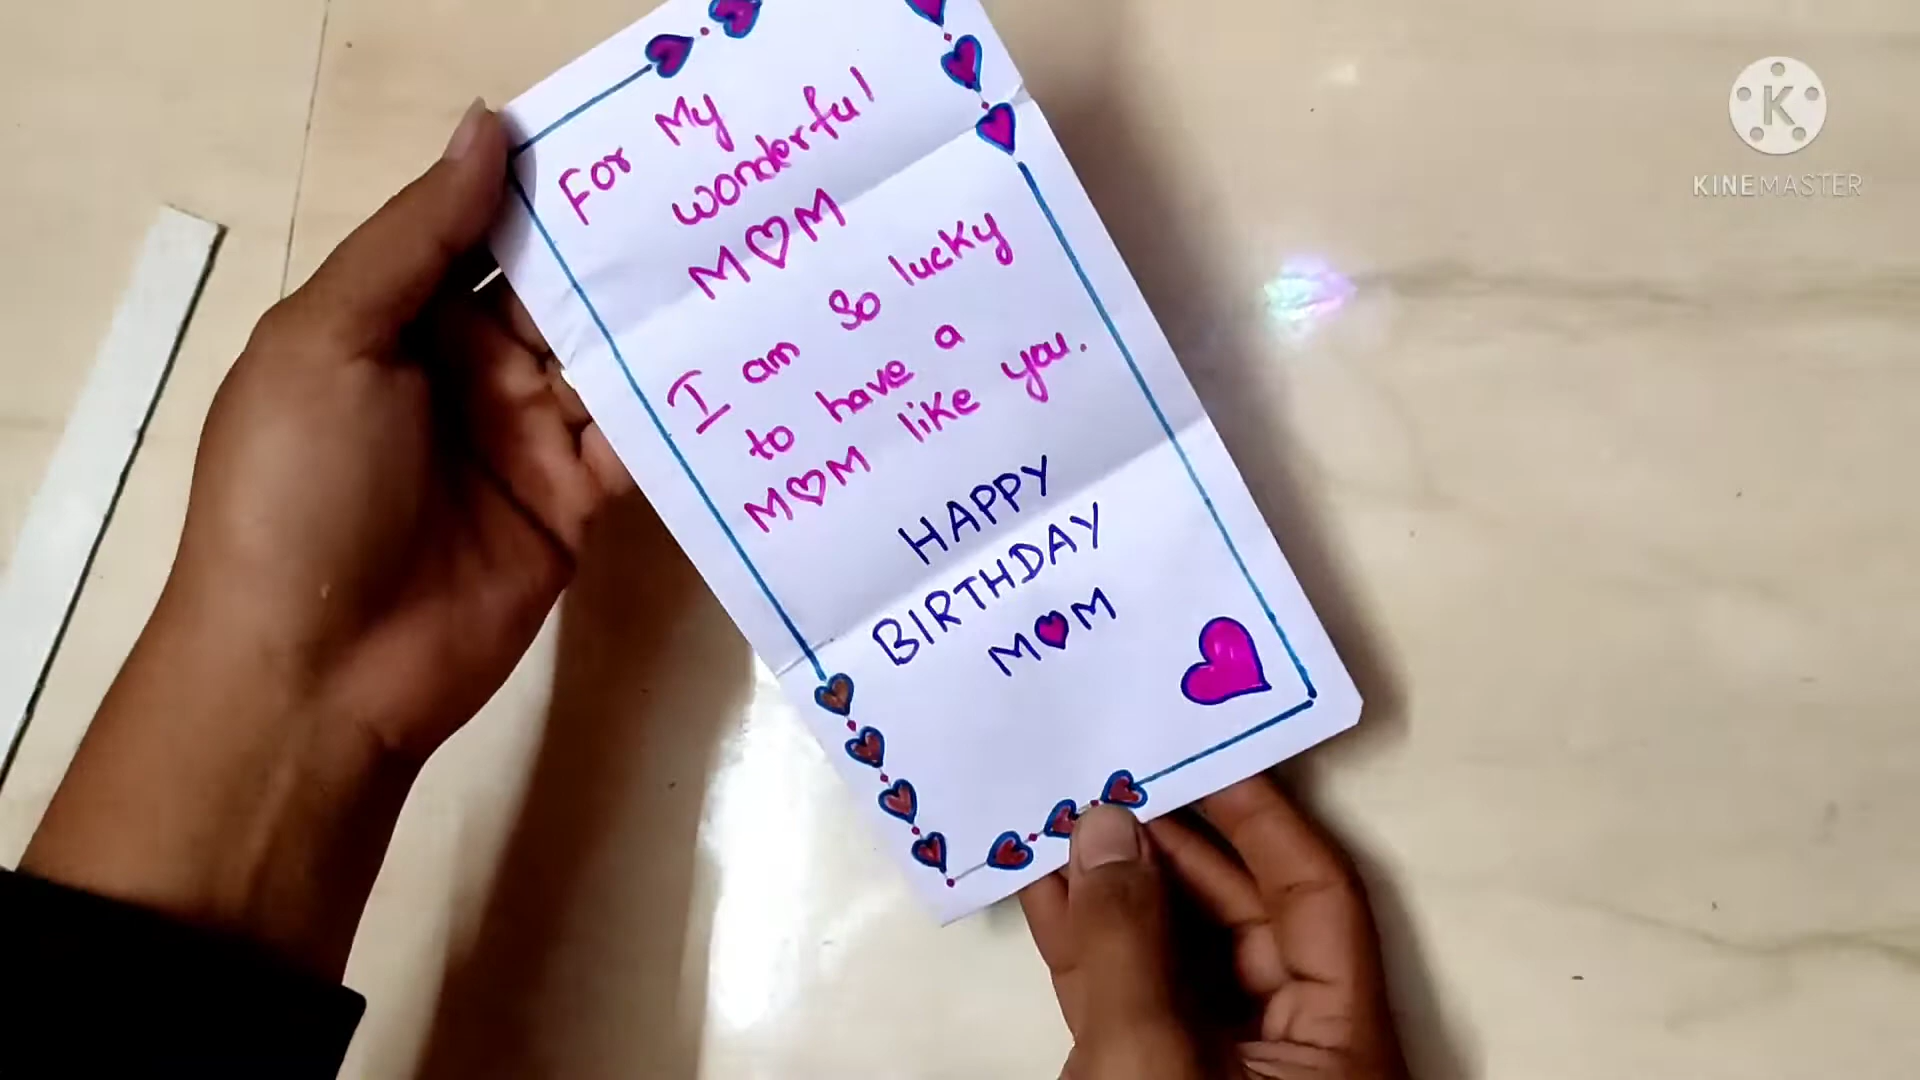 For My
wonderful
M♡M
I am so lucky
to have a
M♡M like you.
HAPPY
BIRTHDAY
M♥M
K
KINEMASTER